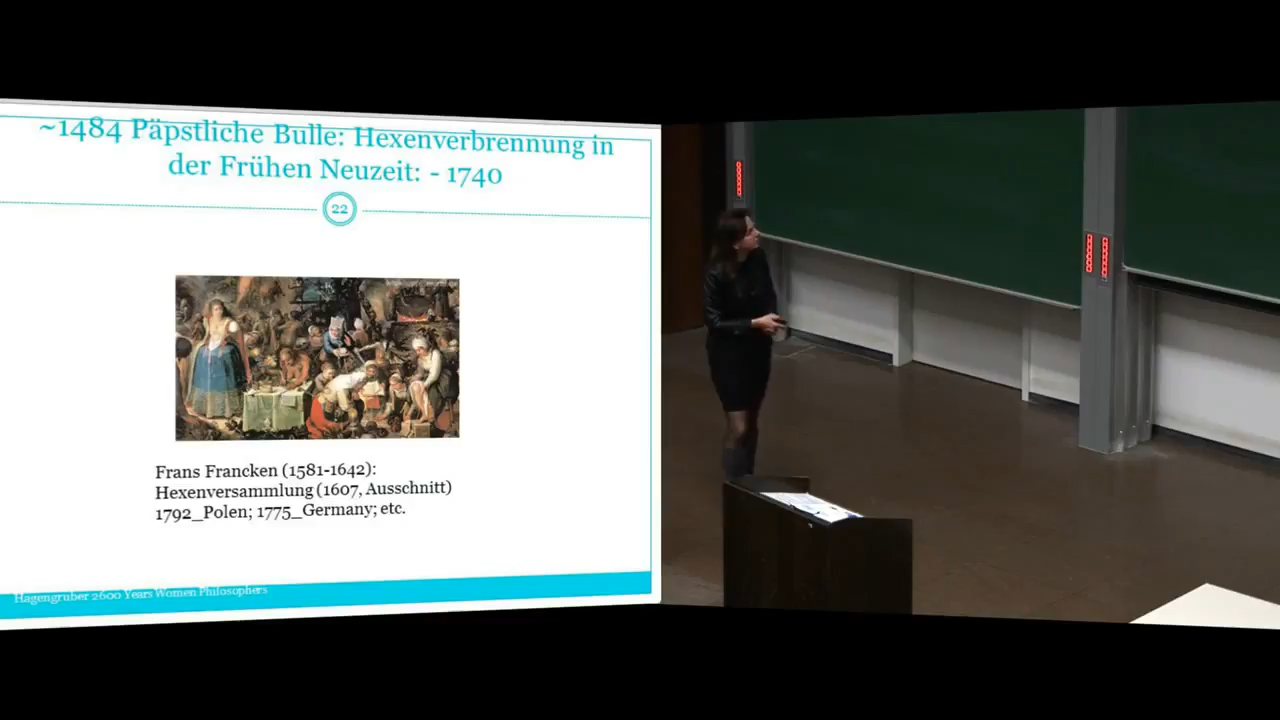 ~1484 Päpstliche Bulle: Hexenverbrennung in
der Frühen Neuzeit: - 1740
22
Frans Francken (1581-1642):
Hexenversammlung (1607, Ausschnitt)
1792_Polen; 1775_Germany; etc.
Hagengruber 2600 Years Women Philosophers